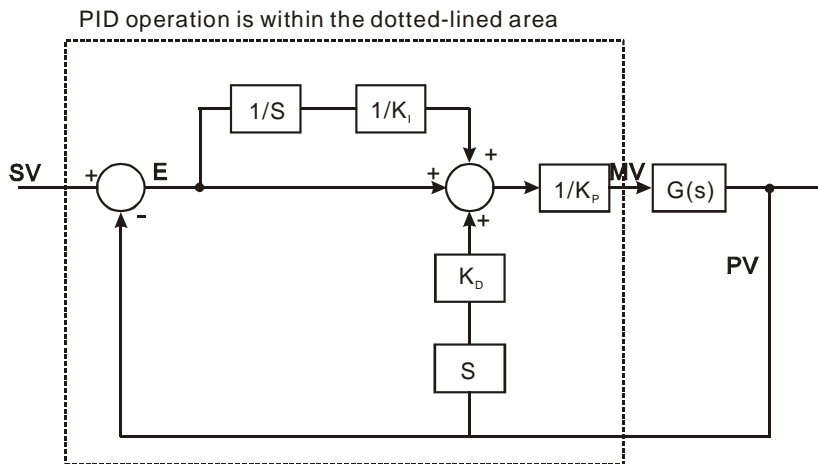 PID operation is within the dotted-lined area
1/S
1/K_I
+
SV
+
E
+
MV
1/K_P
G(s)
-
+
PV
K_D
S